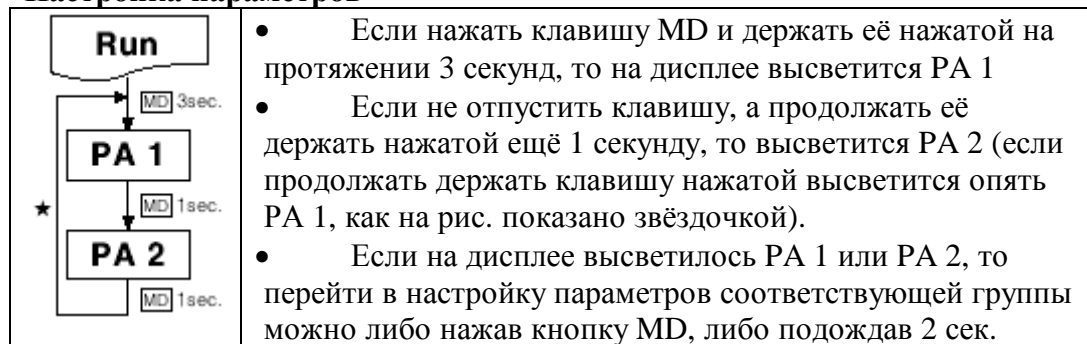 Настройка параметров
Run
MD 3sec.
PA 1
MD 1sec.
★
PA 2
MD 1sec.
• Если нажать клавишу MD и держать её нажатой на
протяжении 3 секунд, то на дисплее высветится PA 1
• Если не отпустить клавишу, а продолжать её
держать нажатой ещё 1 секунду, то высветится PA 2 (если
продолжать держать клавишу нажатой высветится опять
PA 1, как на рис. показано звёздочкой).
• Если на дисплее высветилось PA 1 или PA 2, то
перейти в настройку параметров соответствующей группы
можно либо нажав кнопку MD, либо подождав 2 сек.